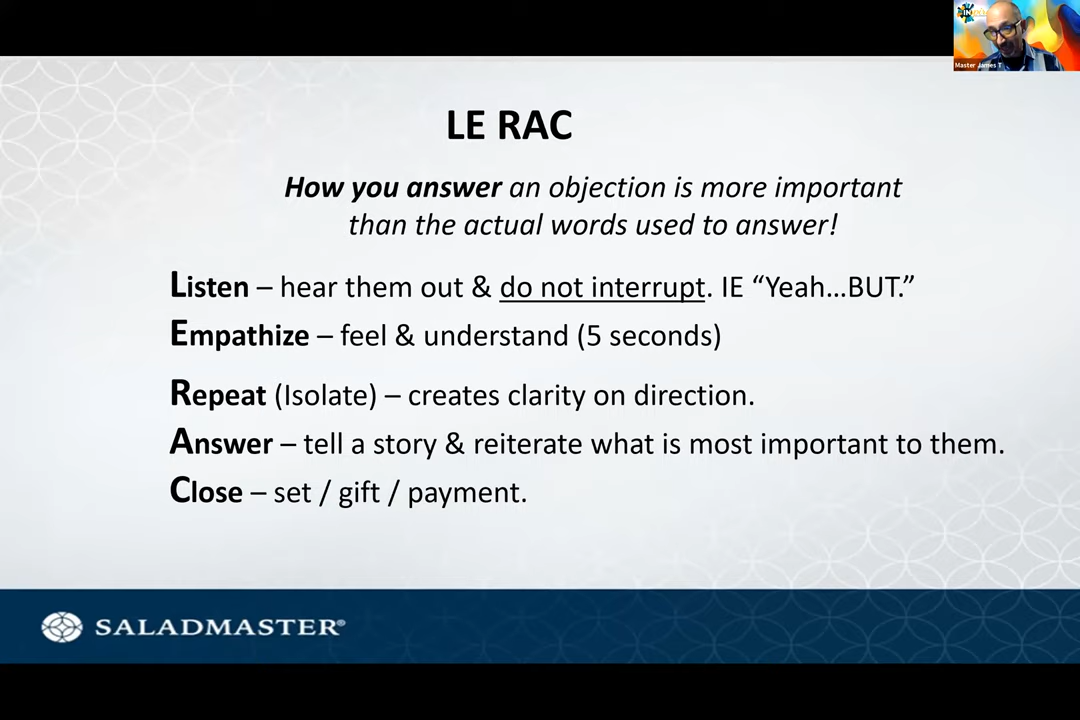 Master James T
LE RAC
How you answer an objection is more important
than the actual words used to answer!
Listen – hear them out & do not interrupt. IE “Yeah...BUT.”
Empathize – feel & understand (5 seconds)
Repeat (Isolate) – creates clarity on direction.
Answer – tell a story & reiterate what is most important to them.
Close – set / gift / payment.
SALADMASTER®